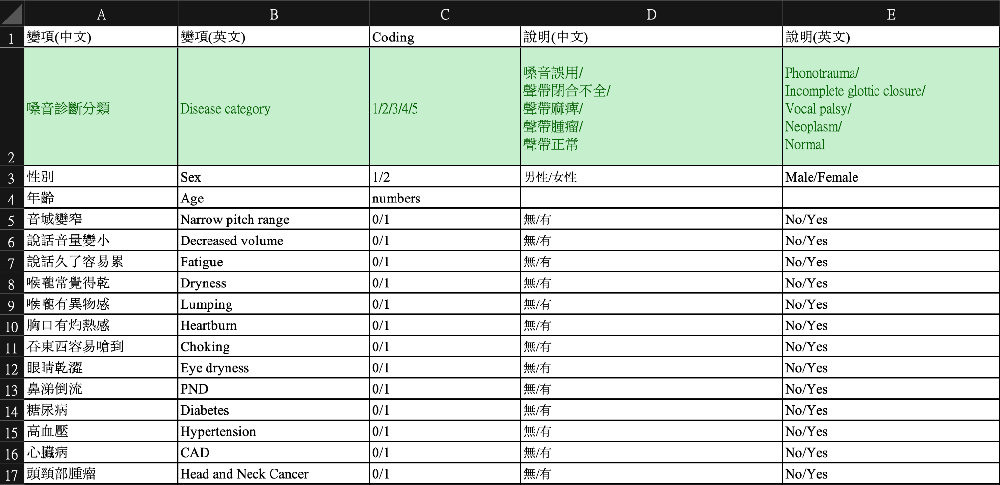 A B C D E
1 變項(中文) 變項(英文) Coding 說明(中文) 說明(英文)
2 嗓音診斷分類 Disease category 1/2/3/4/5 嗓音誤用/ Phonotrauma/
聲帶閉合不全/ Incomplete glottic closure/
聲帶麻痺/ Vocal palsy/
聲帶腫瘤/ Neoplasm/
聲帶正常 Normal
3 性別 Sex 1/2 男性/女性 Male/Female
4 年齡 Age numbers
5 音域變窄 Narrow pitch range 0/1 無/有 No/Yes
6 說話音量變小 Decreased volume 0/1 無/有 No/Yes
7 說話久了容易累 Fatigue 0/1 無/有 No/Yes
8 喉嚨常覺得乾 Dryness 0/1 無/有 No/Yes
9 喉嚨有異物感 Lumping 0/1 無/有 No/Yes
10 胸口有灼熱感 Heartburn 0/1 無/有 No/Yes
11 吞東西容易嗆到 Choking 0/1 無/有 No/Yes
12 眼睛乾澀 Eye dryness 0/1 無/有 No/Yes
13 鼻涕倒流 PND 0/1 無/有 No/Yes
14 糖尿病 Diabetes 0/1 無/有 No/Yes
15 高血壓 Hypertension 0/1 無/有 No/Yes
16 心臟病 CAD 0/1 無/有 No/Yes
17 頭頸部腫瘤 Head and Neck Cancer 0/1 無/有 No/Yes